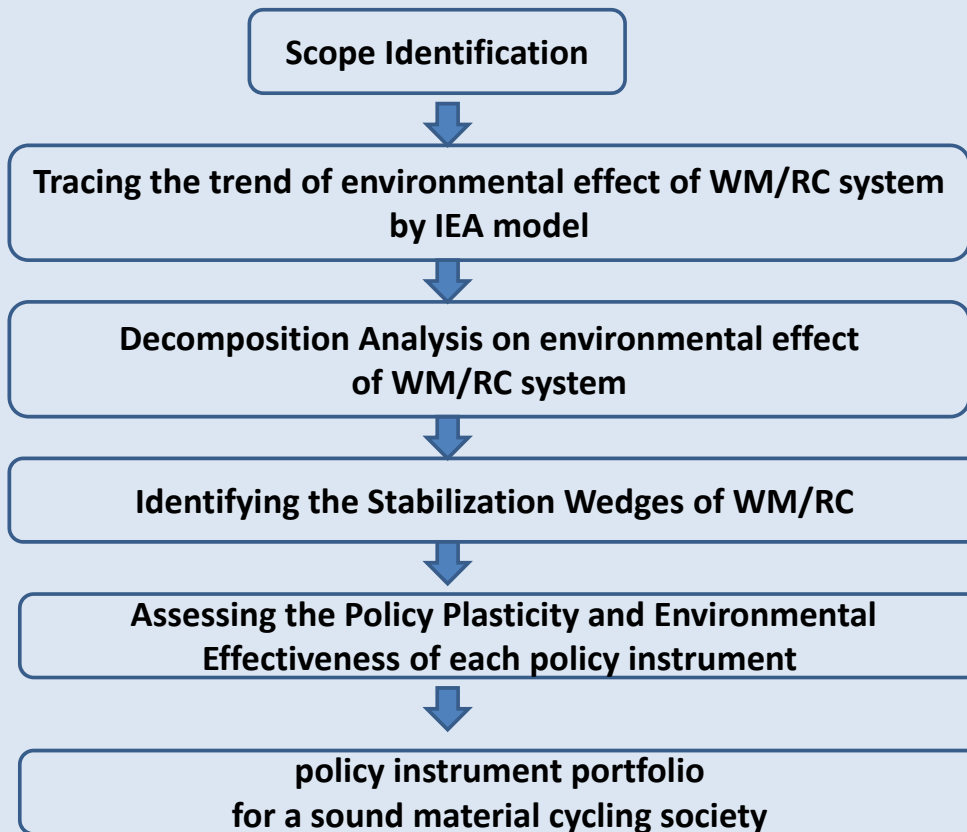 Scope Identification
Tracing the trend of environmental effect of WM/RC system
by IEA model
Decomposition Analysis on environmental effect
of WM/RC system
Identifying the Stabilization Wedges of WM/RC
Assessing the Policy Plasticity and Environmental
Effectiveness of each policy instrument
policy instrument portfolio
for a sound material cycling society